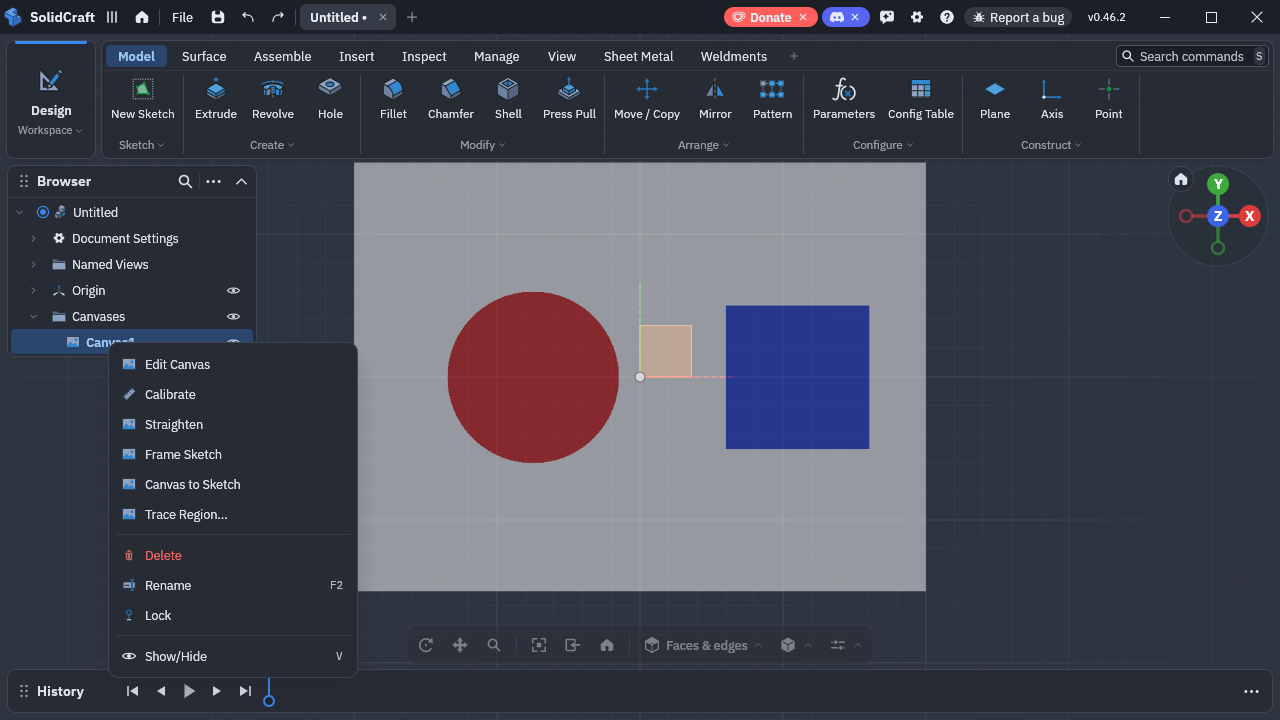 SolidCraft
File
Untitled •
Donate
Report a bug
v0.46.2
Design
Workspace
Model
Surface
Assemble
Insert
Inspect
Manage
View
Sheet Metal
Weldments
Search commands
S
New Sketch
Extrude
Revolve
Hole
Fillet
Chamfer
Shell
Press Pull
Move / Copy
Mirror
Pattern
Parameters
Config Table
Plane
Axis
Point
Sketch
Create
Modify
Arrange
Configure
Construct
Browser
Untitled
Document Settings
Named Views
Origin
Canvases
Canvas1
Edit Canvas
Calibrate
Straighten
Frame Sketch
Canvas to Sketch
Trace Region...
Delete
Rename
F2
Lock
Show/Hide
V
Y
Z
X
Faces & edges
History